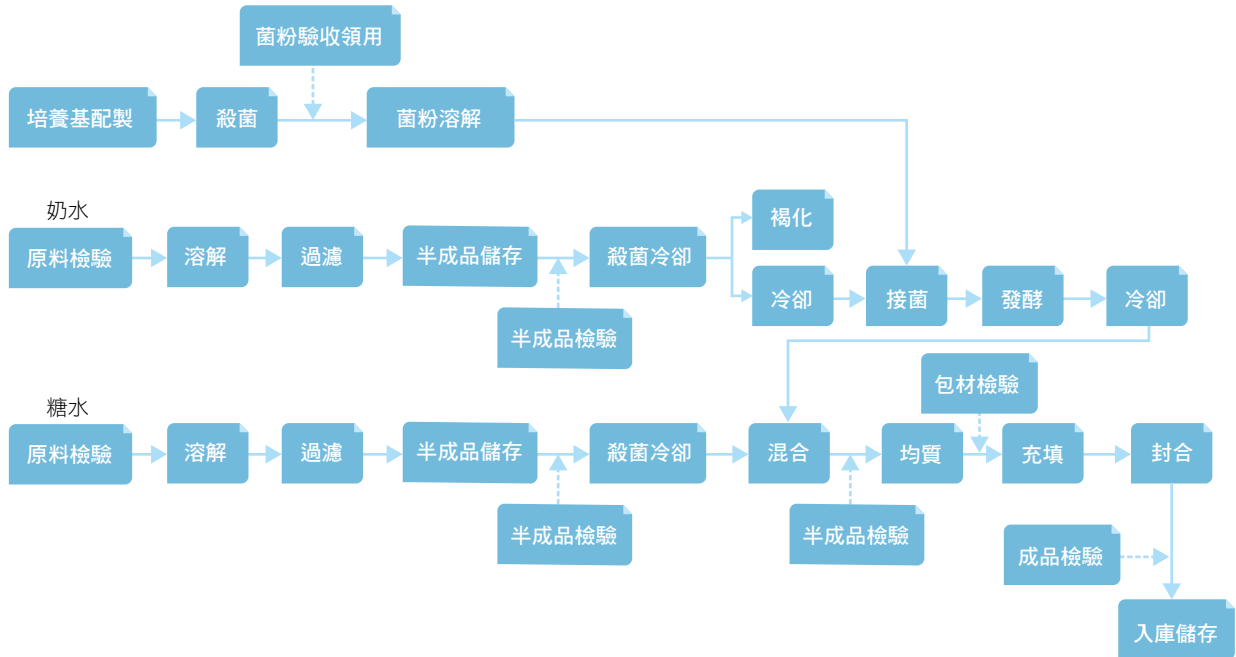 菌粉驗收領用
培養基配製
殺菌
菌粉溶解
奶水
原料檢驗
溶解
過濾
半成品儲存
殺菌冷卻
褐化
冷卻
接菌
發酵
冷卻
半成品檢驗
包材檢驗
糖水
原料檢驗
溶解
過濾
半成品儲存
殺菌冷卻
混合
均質
充填
封合
半成品檢驗
半成品檢驗
成品檢驗
入庫儲存